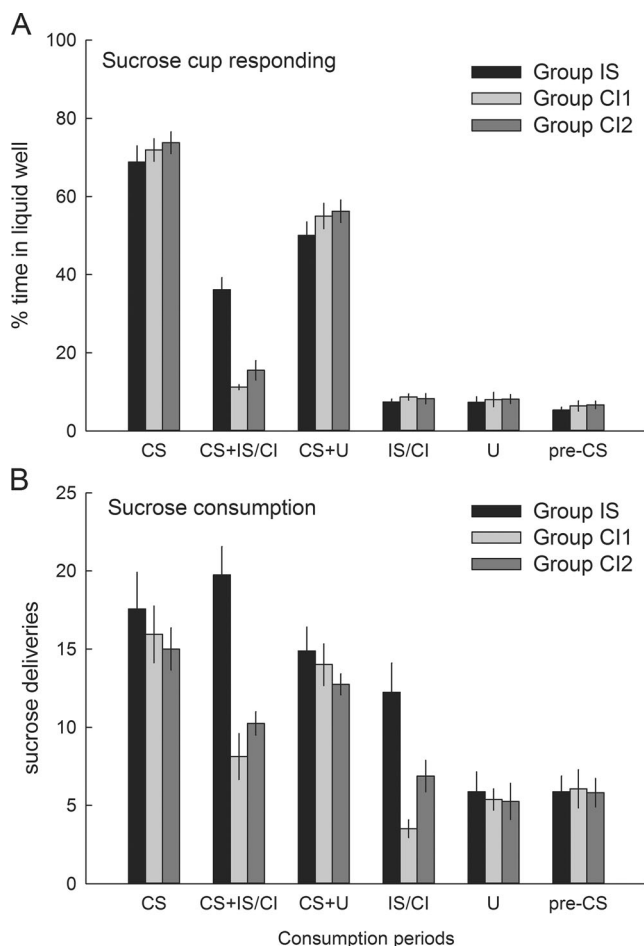 A
100
Sucrose cup responding
Group IS
Group CI1
Group CI2
80
60
40
20
0
% time in liquid well
CS CS+IS/CI CS+U IS/CI U pre-CS
B
25
Sucrose consumption
Group IS
Group CI1
Group CI2
20
15
10
5
0
sucrose deliveries
CS CS+IS/CI CS+U IS/CI U pre-CS
Consumption periods